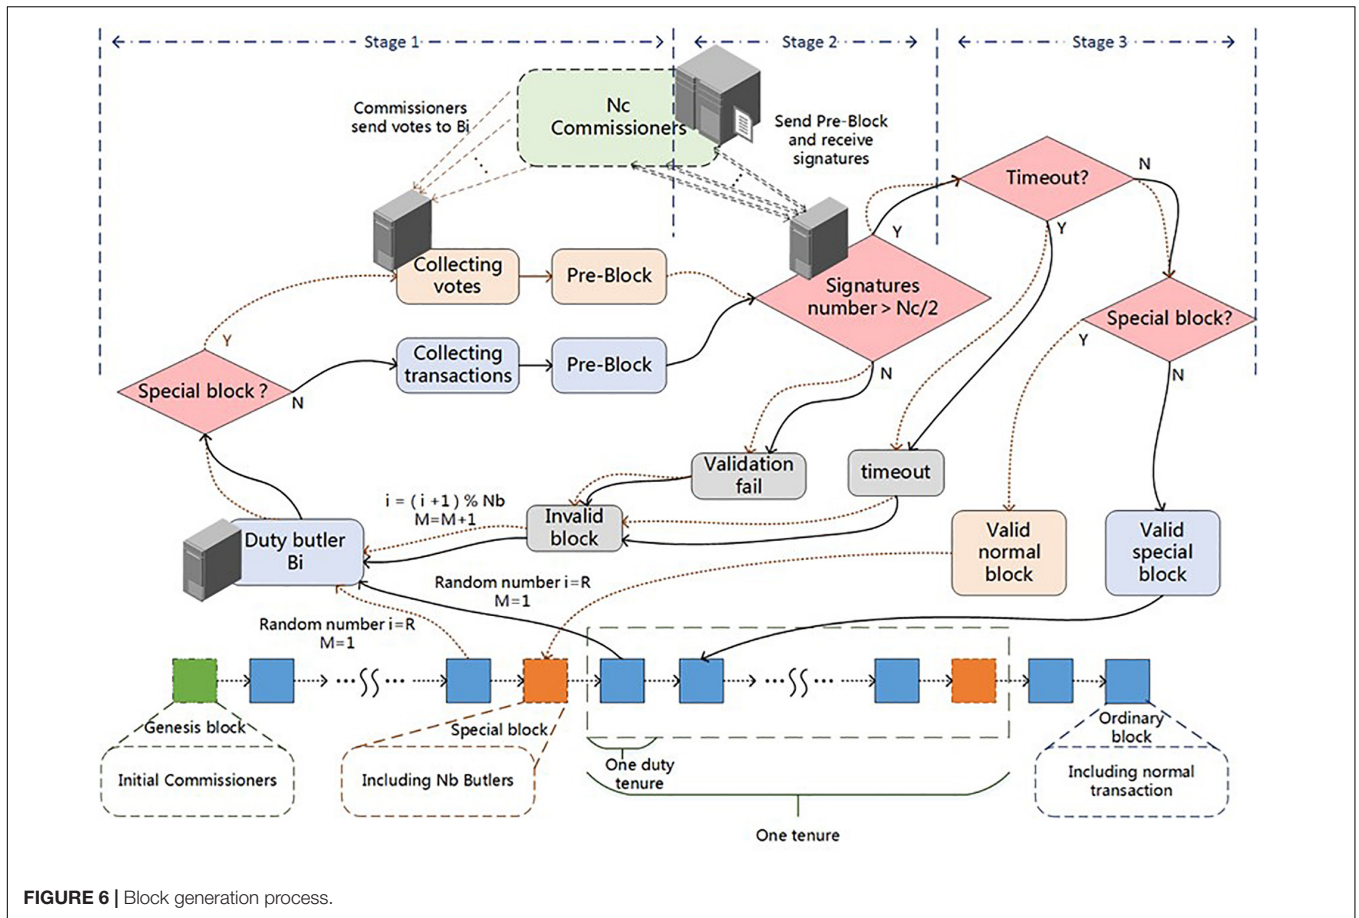 Stage 1
Stage 2
Stage 3
Commissioners
send votes to Bi
Nc
Commissioners
Send Pre-Block
and receive
signatures
Timeout?
N
Y
Y
Collecting
votes
Pre-Block
Signatures
number > Nc/2
Special block?
Y
N
Y
Collecting
transactions
Pre-Block
Special block ?
N
N
Validation
fail
timeout
i = ( i +1) % Nb
M=M+1
Invalid
block
Duty butler
Bi
Valid
normal
block
Valid
special
block
Random number i=R
M=1
Random number i=R
M=1
Genesis block
Special block
Ordinary
block
Initial Commissioners
Including Nb Butlers
One duty
tenure
Including normal
transaction
One tenure
FIGURE 6 | Block generation process.